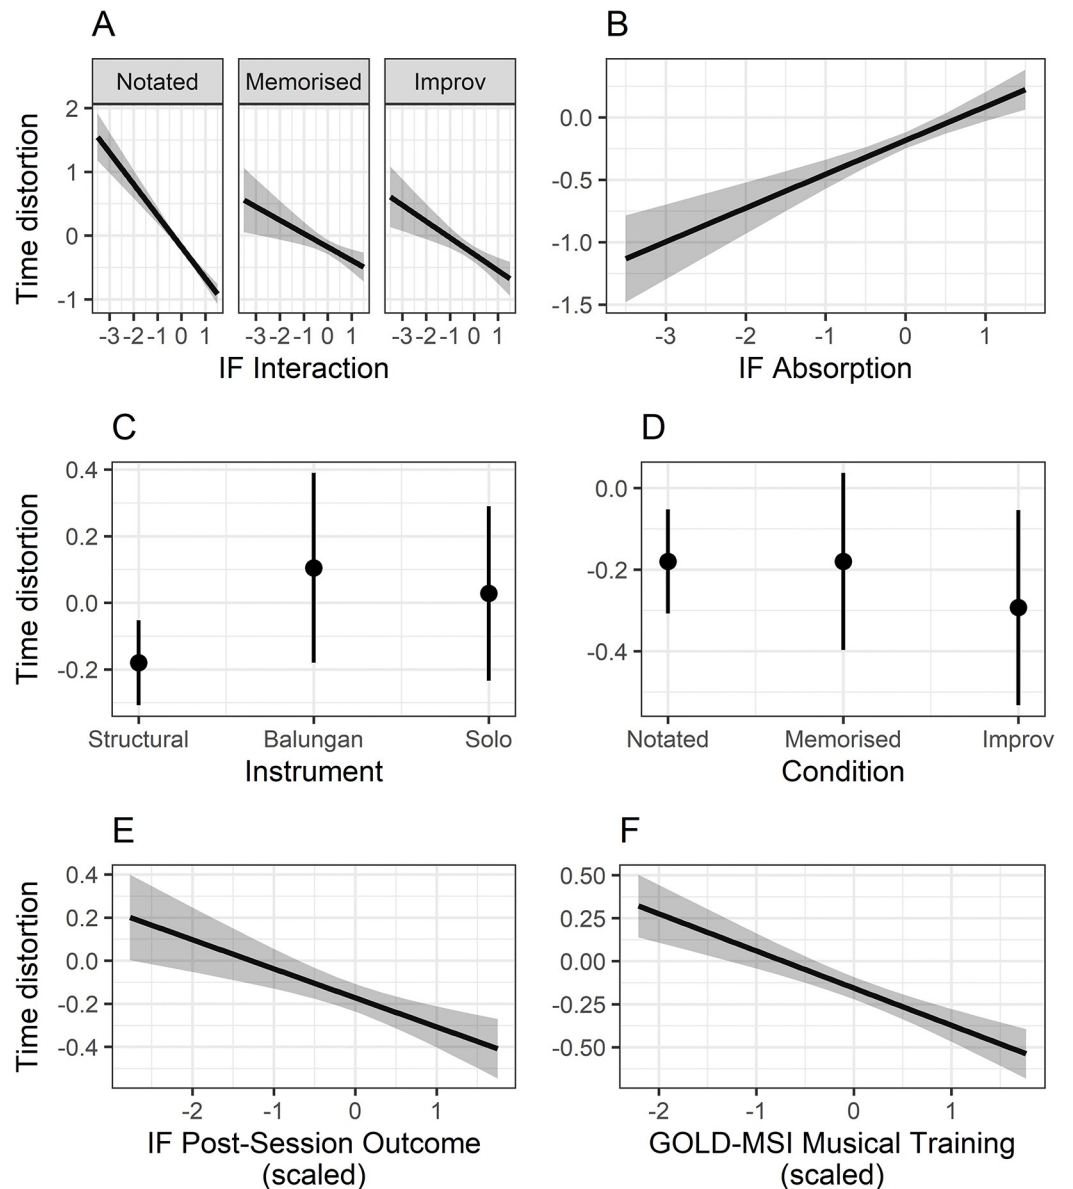 A
B
Notated Memorised Improv
Time distortion
2
1
0
-1
-3 -2 -1 0 1
-3 -2 -1 0 1
-3 -2 -1 0 1
IF Interaction
0.0
-0.5
-1.0
-1.5
-3 -2 -1 0 1
IF Absorption
C
D
Time distortion
0.4
0.2
0.0
-0.2
Structural Balungan Solo
Instrument
0.0
-0.2
-0.4
Notated Memorised Improv
Condition
E
F
Time distortion
0.4
0.2
0.0
-0.2
-0.4
-2 -1 0 1
IF Post-Session Outcome
(scaled)
0.50
0.25
0.00
-0.25
-0.50
-2 -1 0 1
GOLD-MSI Musical Training
(scaled)